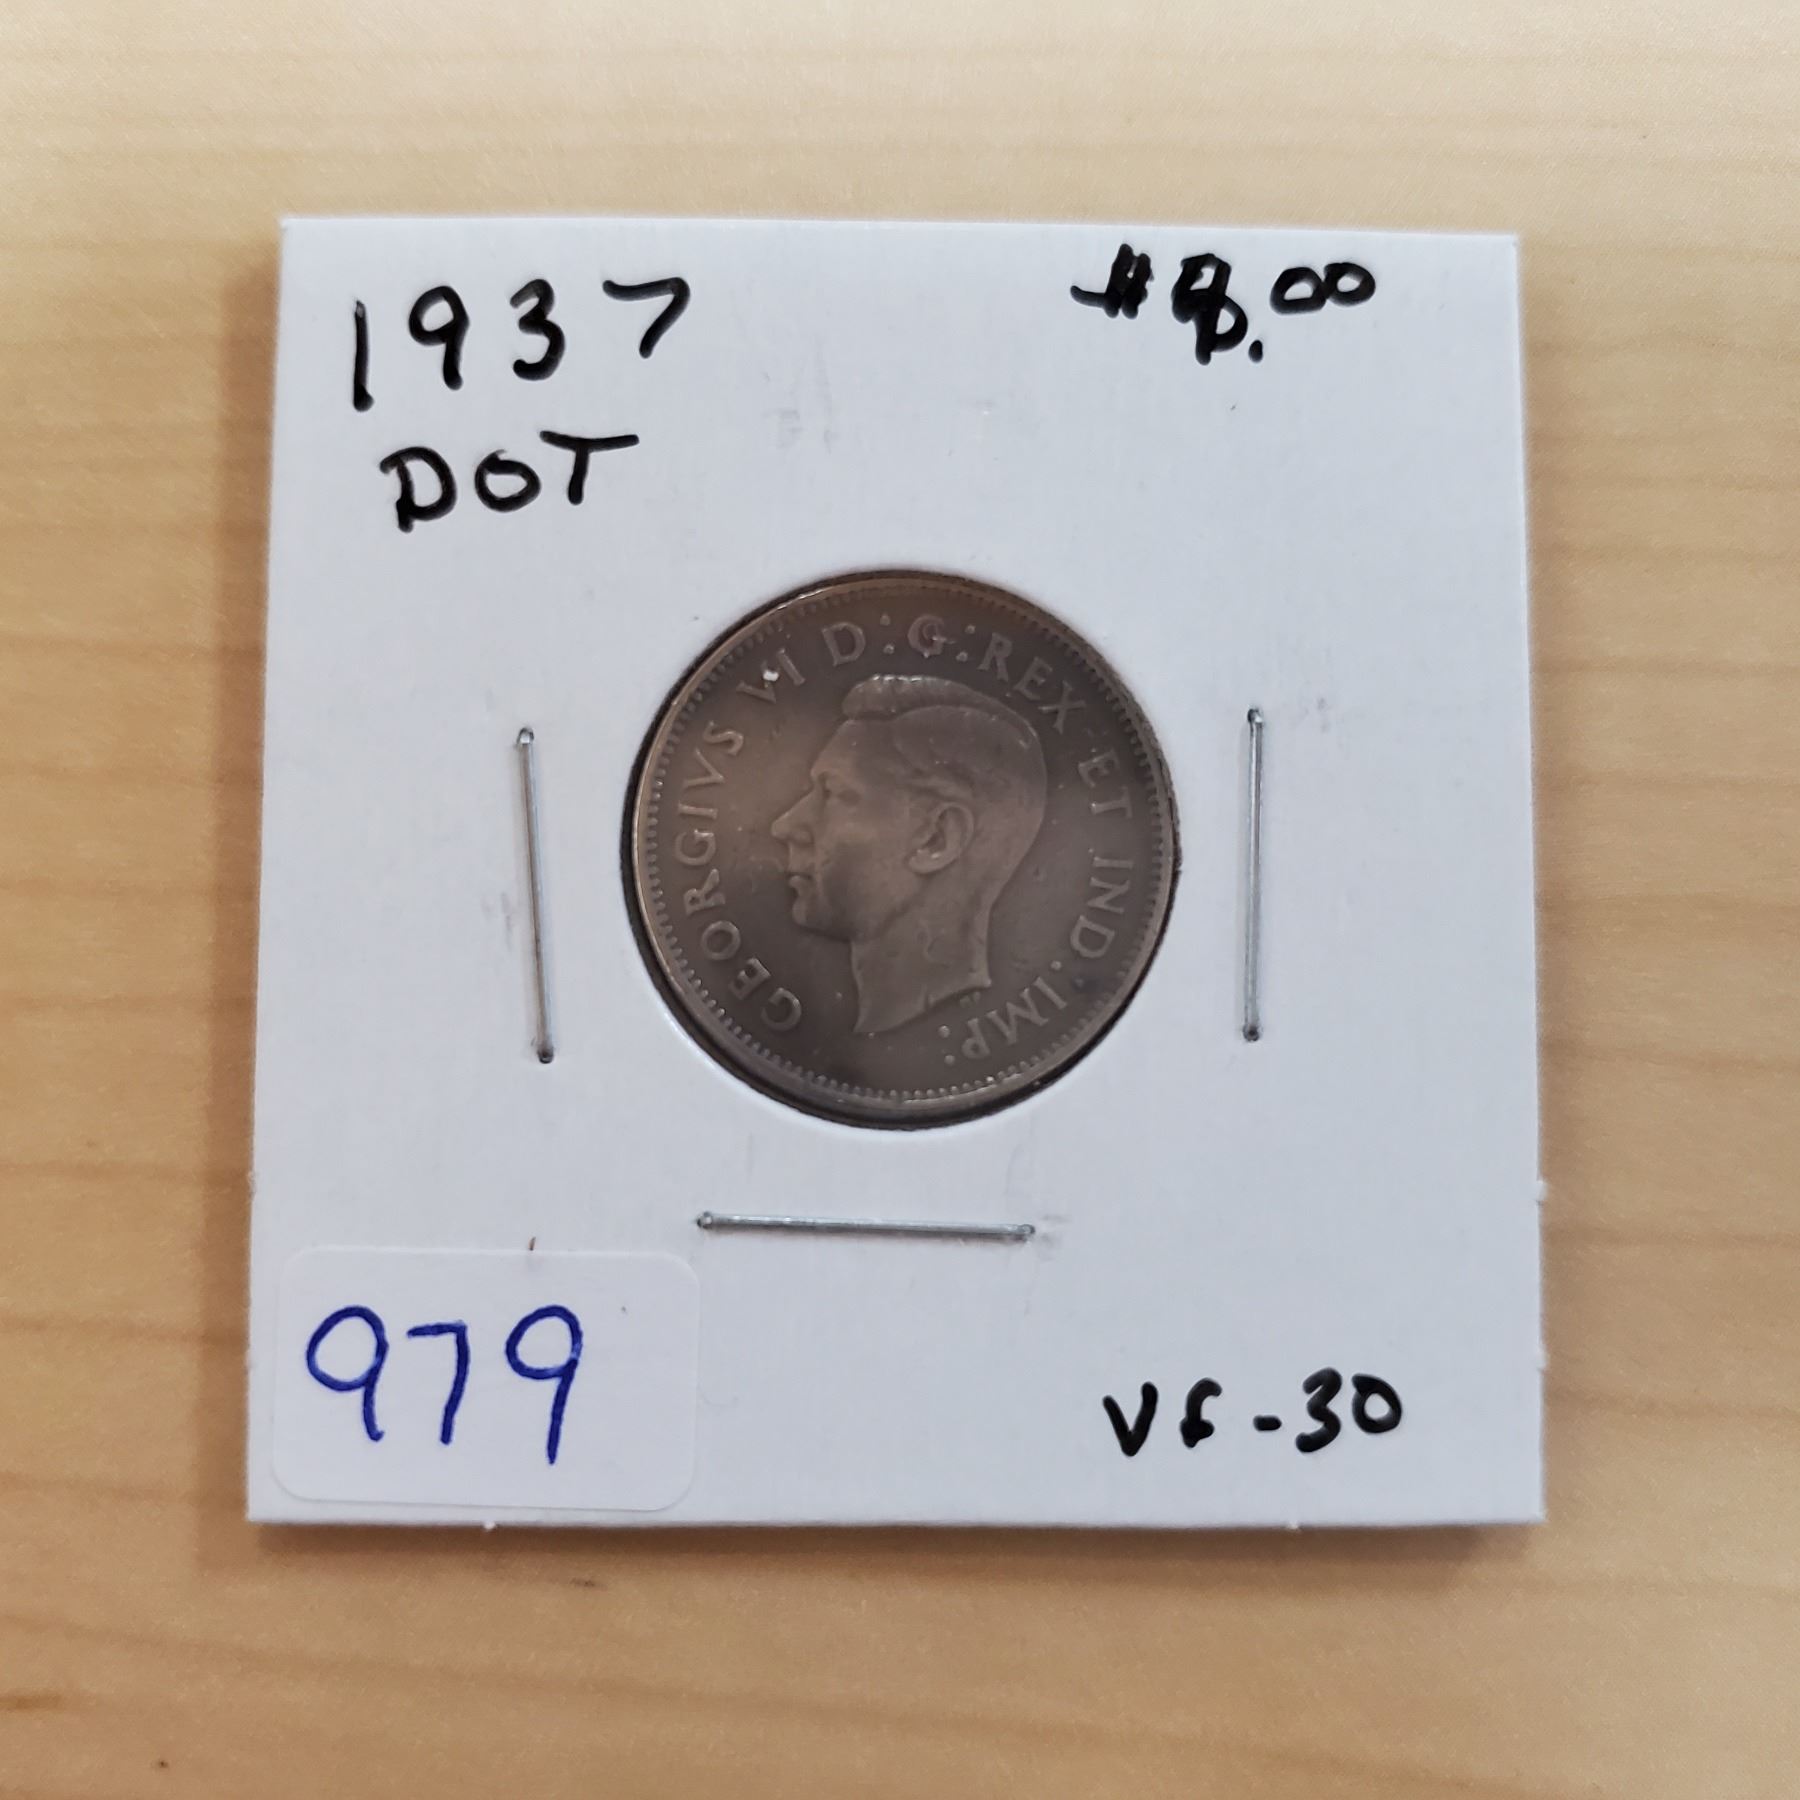 1937
DOT
GEORGIVS VI D:G:REX ET IND:IMP:
979
VF-30